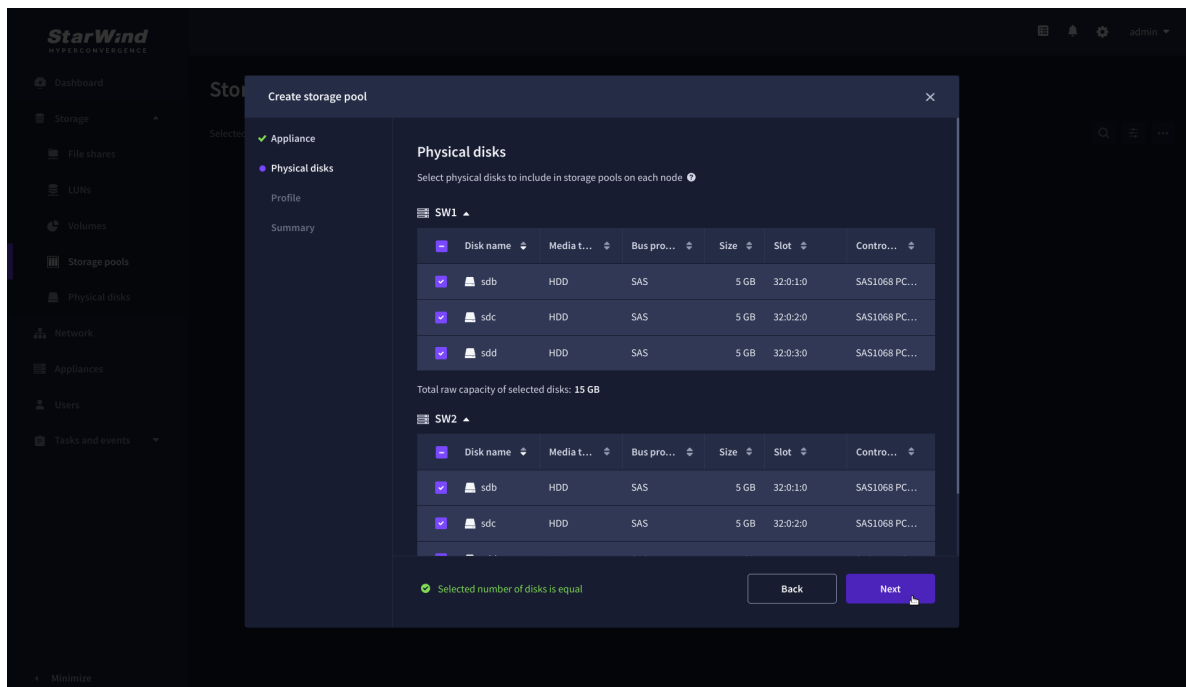 StarWind
HYPERCONVERGENCE
admin
Dashboard
Storage
File shares
LUNs
Volumes
Storage pools
Physical disks
Network
Appliances
Users
Tasks and events
Minimize
Stor
Selected
Create storage pool
Appliance
Physical disks
Profile
Summary
Physical disks
Select physical disks to include in storage pools on each node
SW1
Disk name Media t... Bus pro... Size Slot Contro...
sdb HDD SAS 5 GB 32:0:1:0 SAS1068 PC...
sdc HDD SAS 5 GB 32:0:2:0 SAS1068 PC...
sdd HDD SAS 5 GB 32:0:3:0 SAS1068 PC...
Total raw capacity of selected disks: 15 GB
SW2
Disk name Media t... Bus pro... Size Slot Contro...
sdb HDD SAS 5 GB 32:0:1:0 SAS1068 PC...
sdc HDD SAS 5 GB 32:0:2:0 SAS1068 PC...
Selected number of disks is equal
Back
Next